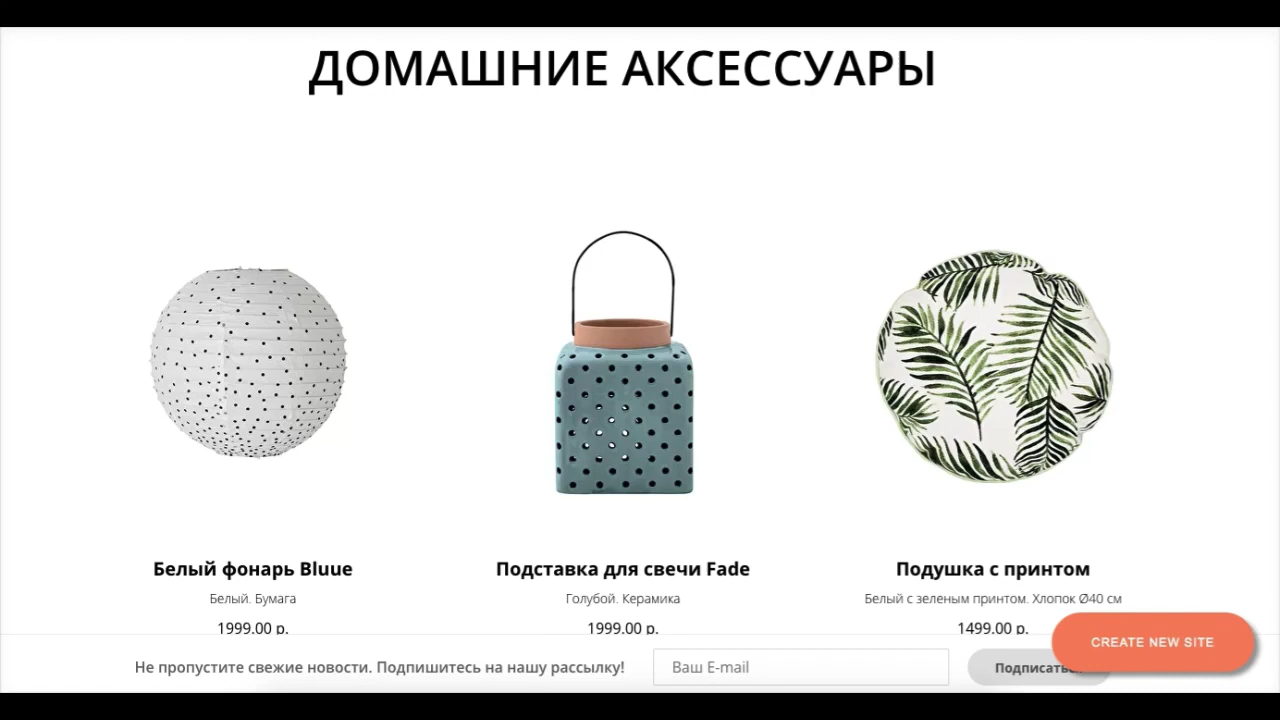 ДОМАШНИЕ АКСЕССУАРЫ
Белый фонарь Bluue
Белый. Бумага
1999.00 р.
Подставка для свечи Fade
Голубой. Керамика
1999.00 р.
Подушка с принтом
Белый с зеленым принтом. Хлопок Ø40 см
1499.00 р.
CREATE NEW SITE
Не пропустите свежие новости. Подпишитесь на нашу рассылку!
Ваш E-mail